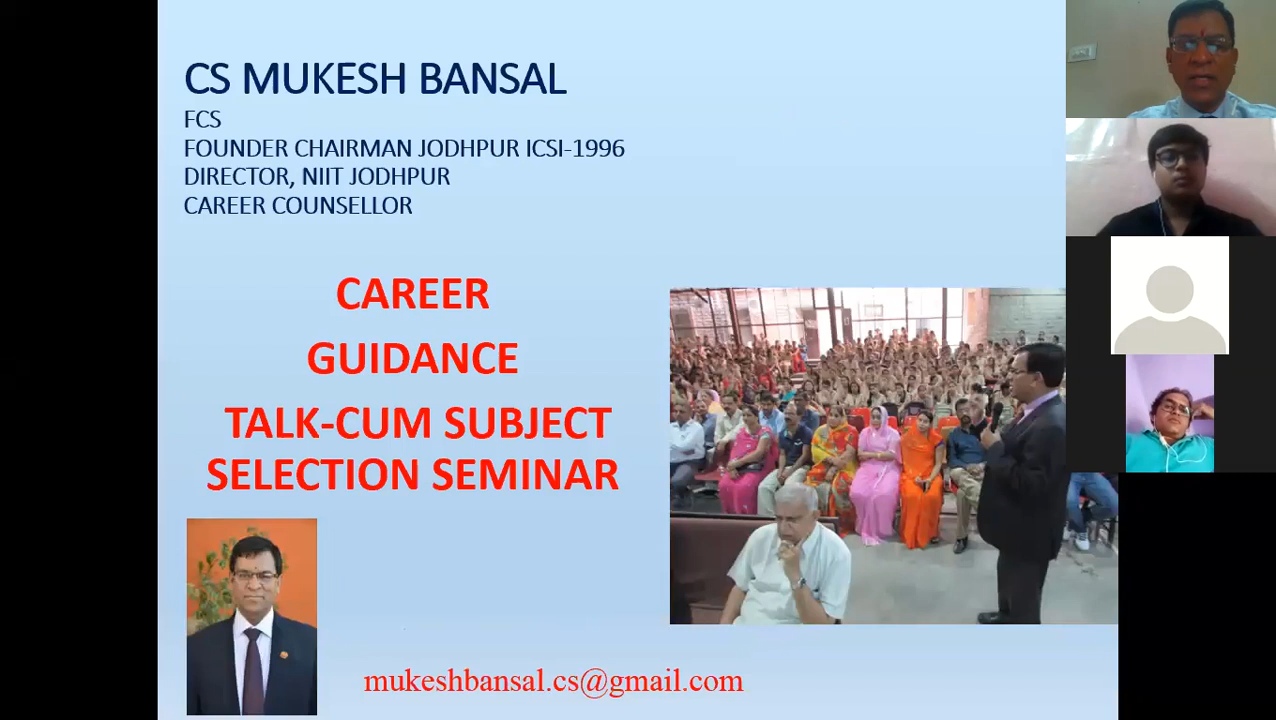 CS MUKESH BANSAL
FCS
FOUNDER CHAIRMAN JODHPUR ICSI-1996
DIRECTOR, NIIT JODHPUR
CAREER COUNSELLOR
CAREER
GUIDANCE
TALK-CUM SUBJECT
SELECTION SEMINAR
mukeshbansal.cs@gmail.com